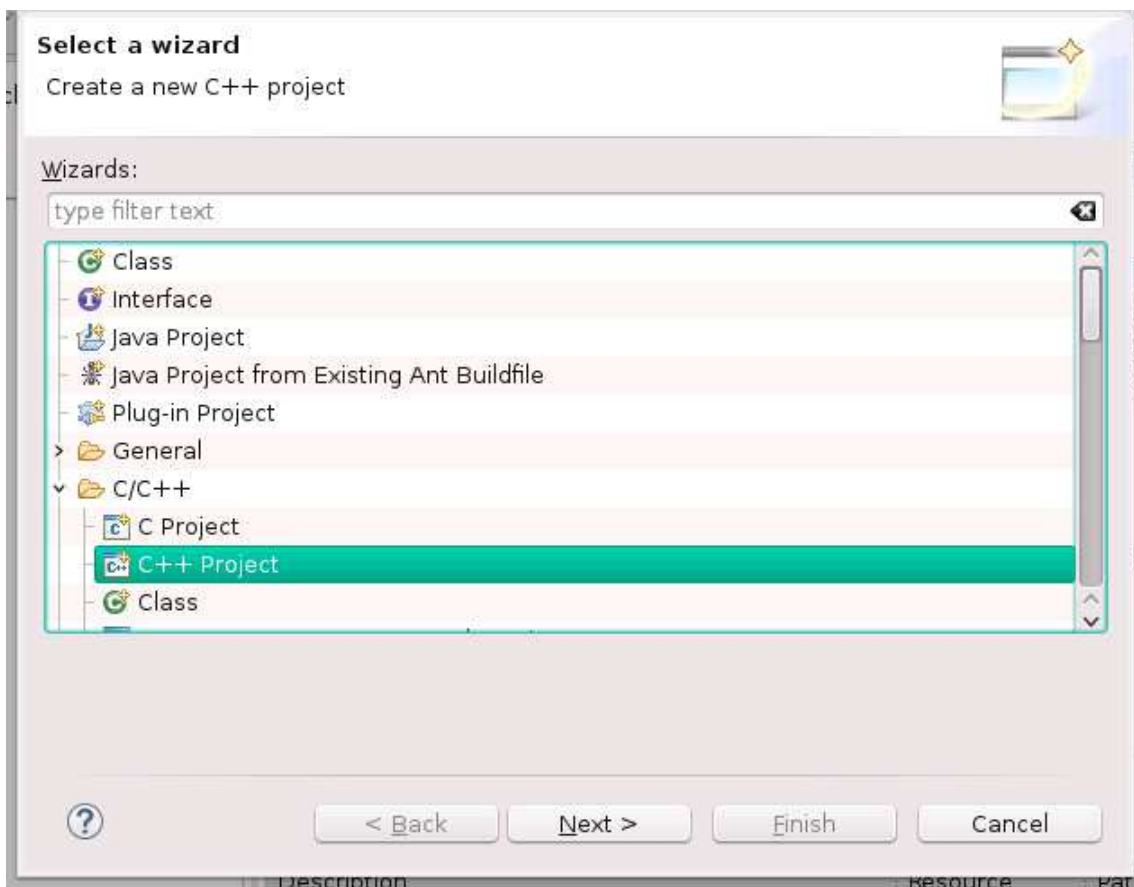 Select a wizard
Create a new C++ project
Wizards:
type filter text
Class
Interface
Java Project
Java Project from Existing Ant Buildfile
Plug-in Project
General
C/C++
C Project
C++ Project
Class
< Back Next > Finish Cancel
Description Resource